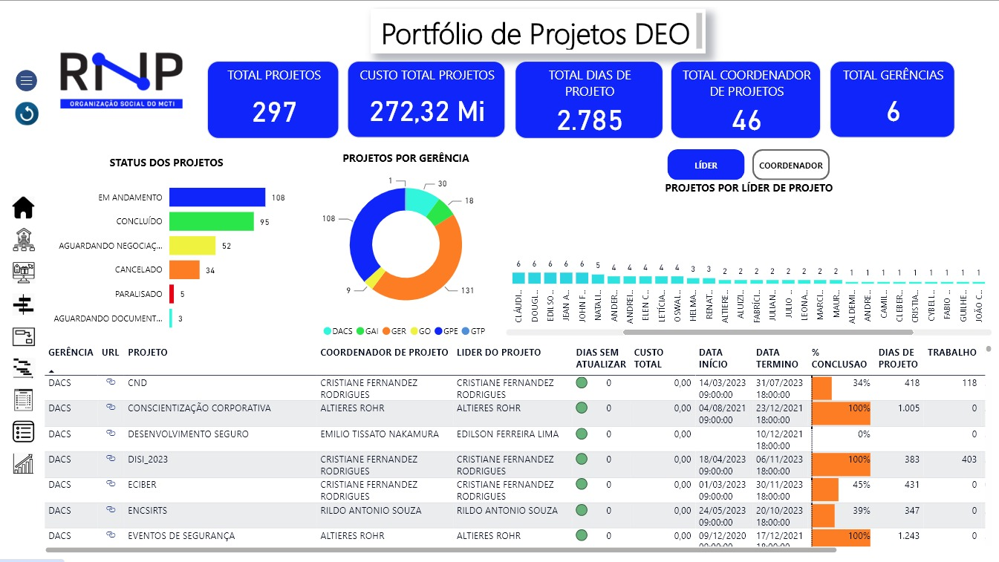 Portfólio de Projetos DEO
RNP
ORGANIZAÇÃO SOCIAL DO MCTI
TOTAL PROJETOS
297
CUSTO TOTAL PROJETOS
272,32 Mi
TOTAL DIAS DE
PROJETO
2.785
TOTAL COORDENADOR
DE PROJETOS
46
TOTAL GERÊNCIAS
6
STATUS DOS PROJETOS
EM ANDAMENTO 108
CONCLUÍDO 95
AGUARDANDO NEGOCIAÇ... 52
CANCELADO 34
PARALISADO 5
AGUARDANDO DOCUMENT... 3
PROJETOS POR GERÊNCIA
1
30
18
131
9
108
DACS GAI GER GO GPE GTP
LÍDER
COORDENADOR
PROJETOS POR LÍDER DE PROJETO
6 6 6 6 6 5 4 4 4 4 4 3 3 2 2 2 2 2 2 2 2 1 1 1 1 1 1 1 1 1
CLÁUDI...
DOUGL...
EDILSO...
JEAN A...
JOHN F...
NATALI...
ANDER...
ANDREI...
ELEN C...
LETÍCIA...
OSWAL...
HELMA...
RENAT...
ALTIERE...
ALUIZI...
FABRÍCI...
JULIAN...
JULIO ...
LEONA...
MARCI...
MAUR...
ALDEMI...
ANDRE...
CAMIL...
CLEBER...
CRISTIA...
CYBELL...
FABIO ...
GUILHE...
JOÃO C...
GERÊNCIA URL PROJETO COORDENADOR DE PROJETO LIDER DO PROJETO DIAS SEM CUSTO DATA DATA % DIAS DE TRABALHO
ATUALIZAR TOTAL INÍCIO TERMINO CONCLUSAO PROJETO
DACS CND CRISTIANE FERNANDEZ CRISTIANE FERNANDEZ 0 0,00 14/03/2023 31/07/2023 34% 418 118
RODRIGUES RODRIGUES 09:00:00 18:00:00
DACS CONSCIENTIZAÇÃO CORPORATIVA ALTIERES ROHR ALTIERES ROHR 0 0,00 04/08/2021 23/12/2021 100% 1.005 0
09:00:00 18:00:00
DACS DESENVOLVIMENTO SEGURO EMILIO TISSATO NAKAMURA EDILSON FERREIRA LIMA 0 0,00 10/12/2021 0% 0
18:00:00
DACS DISI_2023 CRISTIANE FERNANDEZ CRISTIANE FERNANDEZ 0 0,00 18/04/2023 06/11/2023 100% 383 403
RODRIGUES RODRIGUES 09:00:00 18:00:00
DACS ECIBER CRISTIANE FERNANDEZ CRISTIANE FERNANDEZ 0 0,00 01/03/2023 30/11/2023 45% 431 0
RODRIGUES RODRIGUES 09:00:00 18:00:00
DACS ENCSIRTS RILDO ANTONIO SOUZA RILDO ANTONIO SOUZA 0 0,00 24/05/2023 20/10/2023 39% 347 0
09:00:00 18:00:00
DACS EVENTOS DE SEGURANÇA ALTIERES ROHR ALTIERES ROHR 0 0,00 09/12/2020 17/12/2021 100% 1.243 0
09:00:00 18:00:00